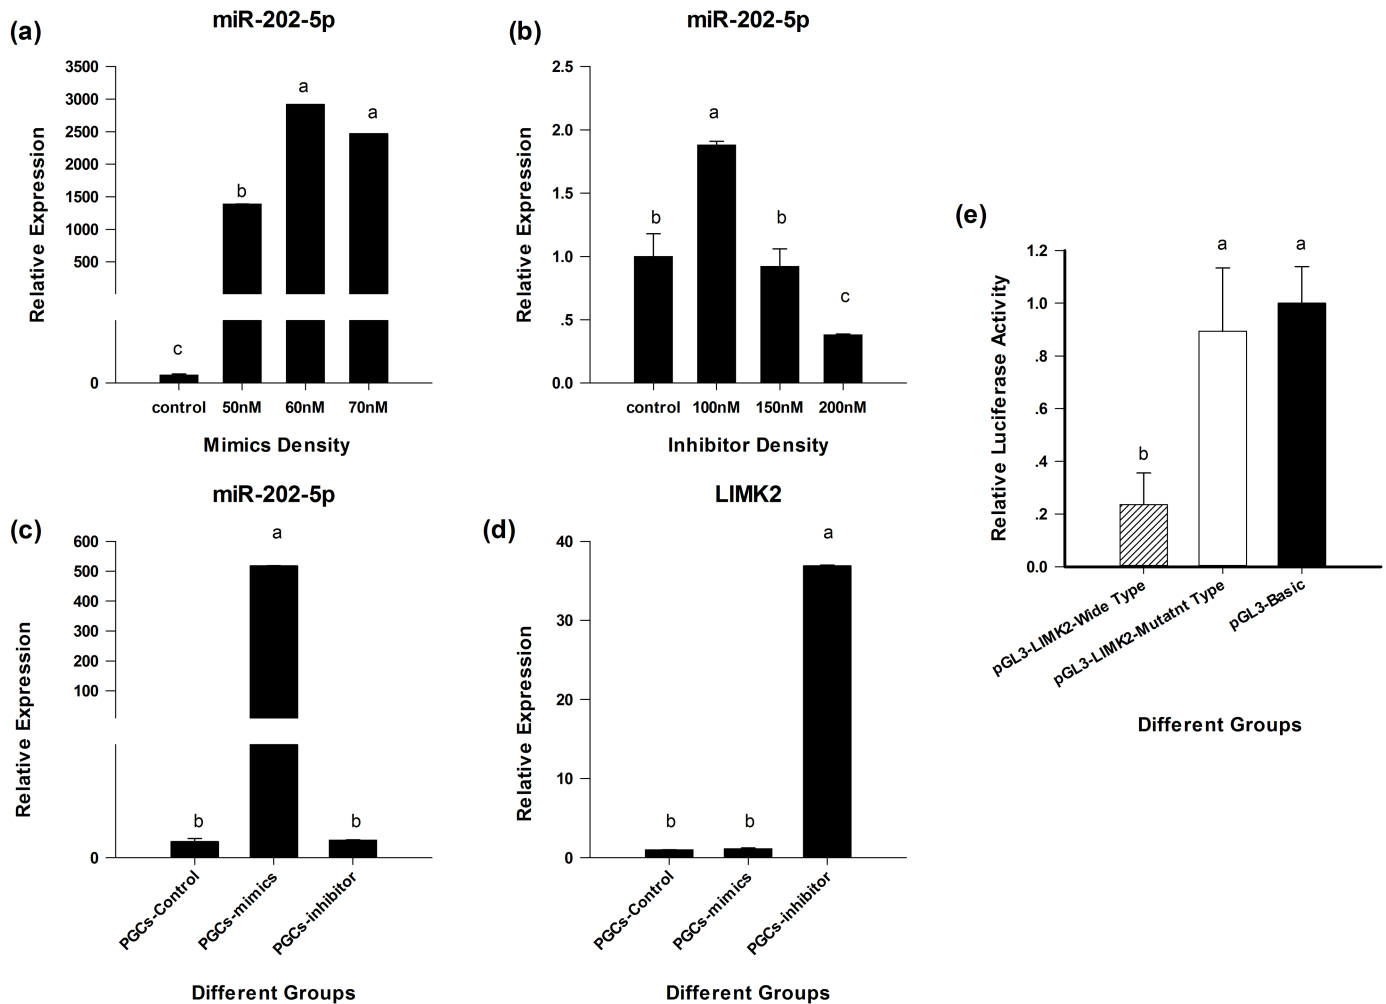 (a)
miR-202-5p
Relative Expression
3500
3000
2500
2000
1500
1000
500
0
c
b
a
a
control 50nM 60nM 70nM
Mimics Density
(b)
miR-202-5p
Relative Expression
2.5
2.0
1.5
1.0
.5
0.0
b
a
b
c
control 100nM 150nM 200nM
Inhibitor Density
(c)
miR-202-5p
Relative Expression
600
500
400
300
200
100
0
b
a
b
PGCs-Control
PGCs-mimics
PGCs-inhibitor
Different Groups
(d)
LIMK2
Relative Expression
40
30
20
10
0
b
b
a
PGCs-Control
PGCs-mimics
PGCs-inhibitor
Different Groups
(e)
Relative Luciferase Activity
1.2
1.0
.8
.6
.4
.2
0.0
b
a
a
pGL3-LIMK2-Wide Type
pGL3-LIMK2-Mutatnt Type
pGL3-Basic
Different Groups